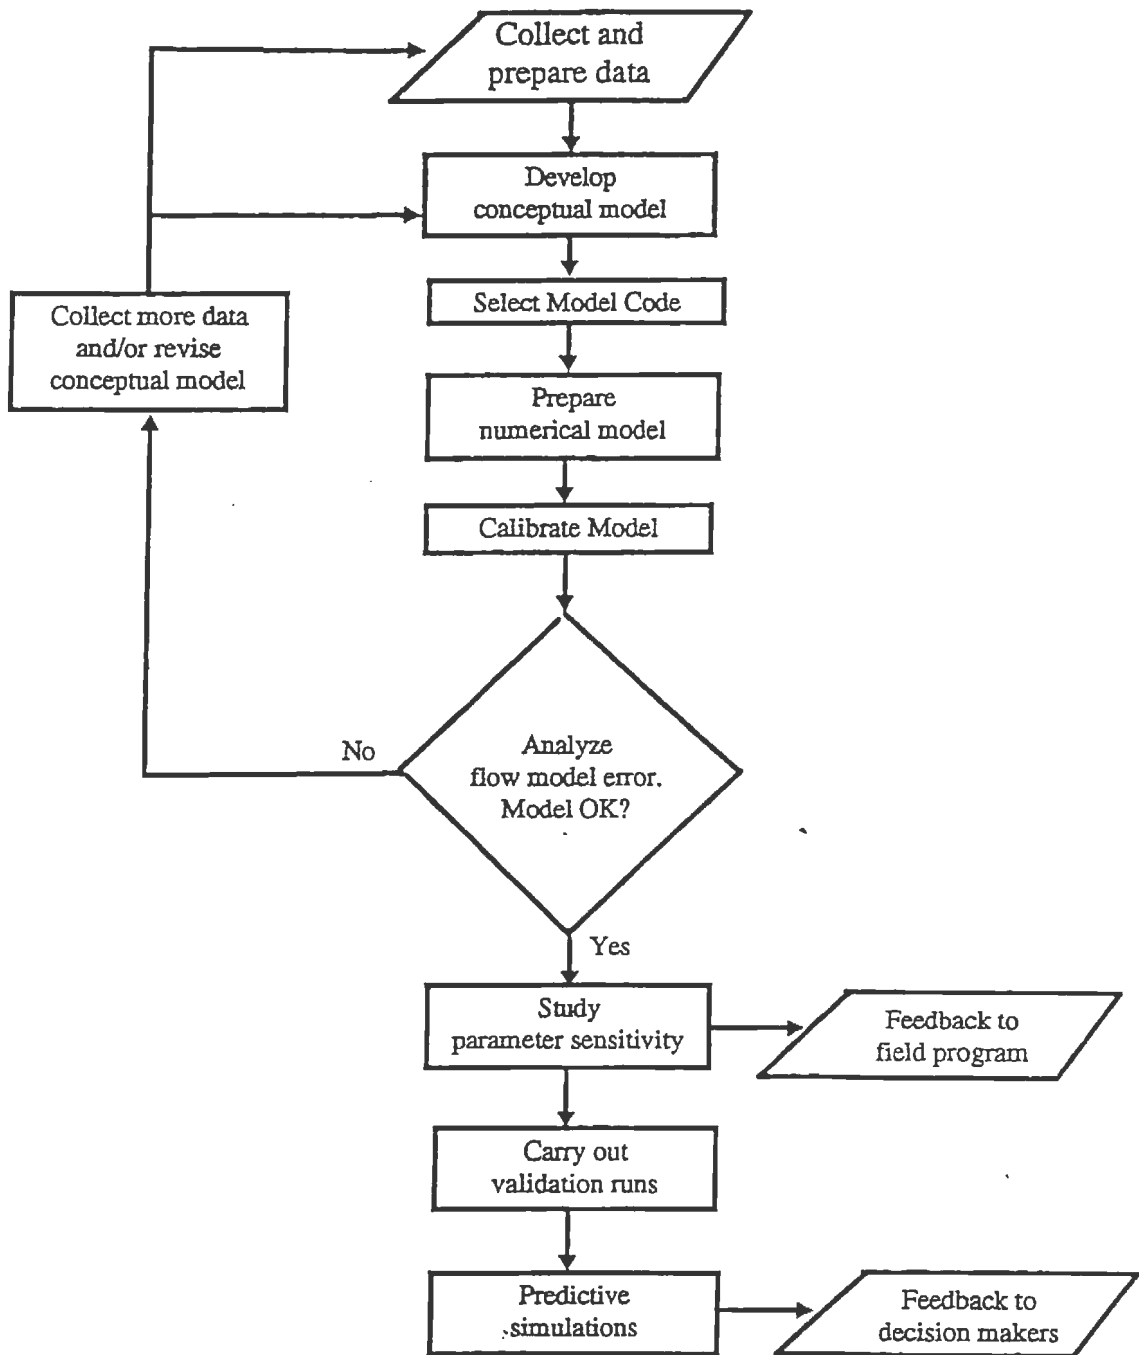 Collect and
prepare data
Develop
conceptual model
Select Model Code
Collect more data
and/or revise
conceptual model
Prepare
numerical model
Calibrate Model
No
Analyze
flow model error.
Model OK?
Yes
Study
parameter sensitivity
Feedback to
field program
Carry out
validation runs
Predictive
simulations
Feedback to
decision makers